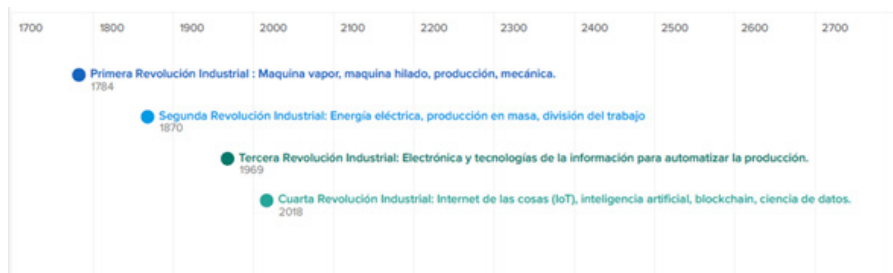 1700 1800 1900 2000 2100 2200 2300 2400 2500 2600 2700
Primera Revolución Industrial : Maquina vapor, maquina hilado, producción, mecánica.
1784
Segunda Revolución Industrial: Energía eléctrica, producción en masa, división del trabajo
1870
Tercera Revolución Industrial: Electrónica y tecnologías de la información para automatizar la producción.
1969
Cuarta Revolución Industrial: Internet de las cosas (IoT), inteligencia artificial, blockchain, ciencia de datos.
2018